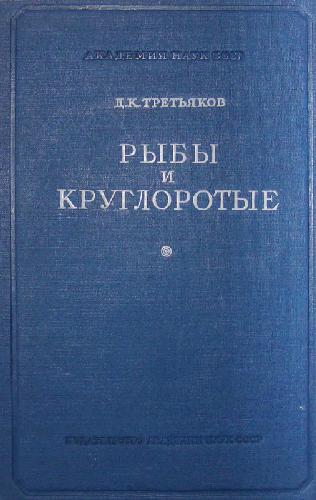 АКАДЕМИЯ НАУК СССР
Д.К.ТРЕТЬЯКОВ
РЫБЫ
И
КРУГЛОРОТЫЕ
ИЗДАТЕЛЬСТВО АКАДЕМИИ НАУК СССР